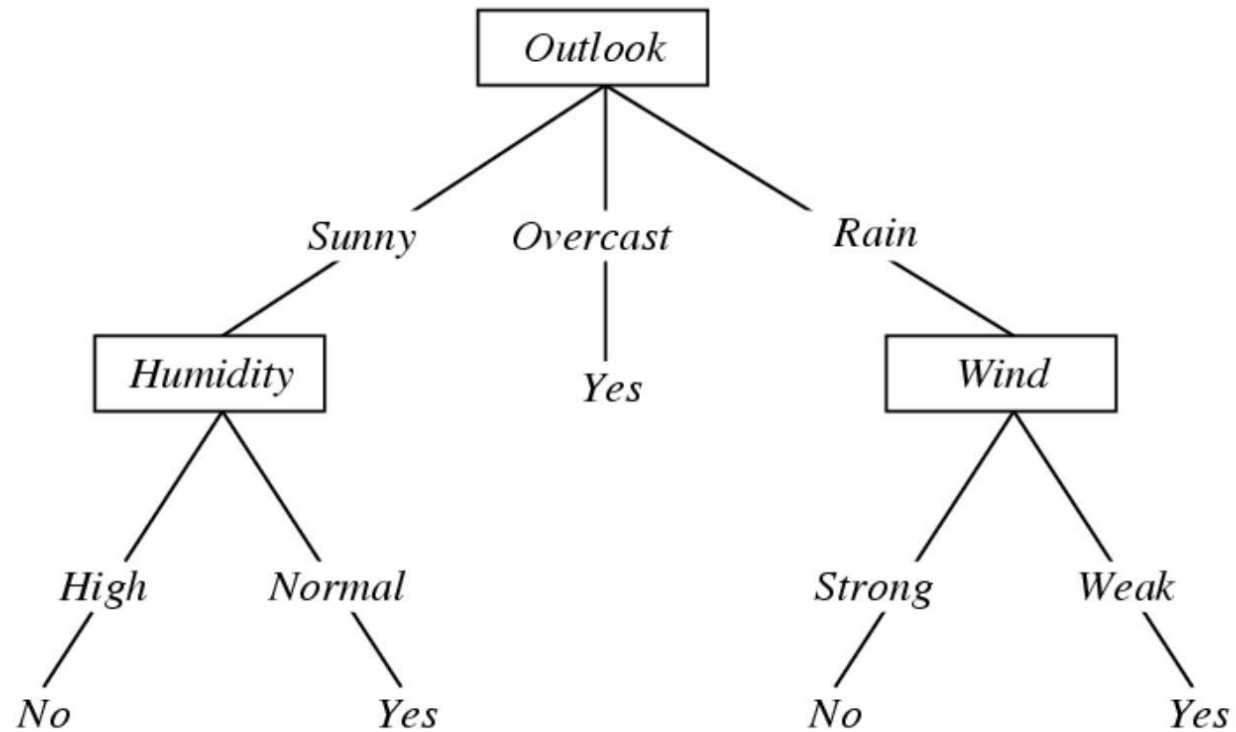 Outlook
Sunny Overcast Rain
Humidity Yes Wind
High Normal Strong Weak
No Yes No Yes